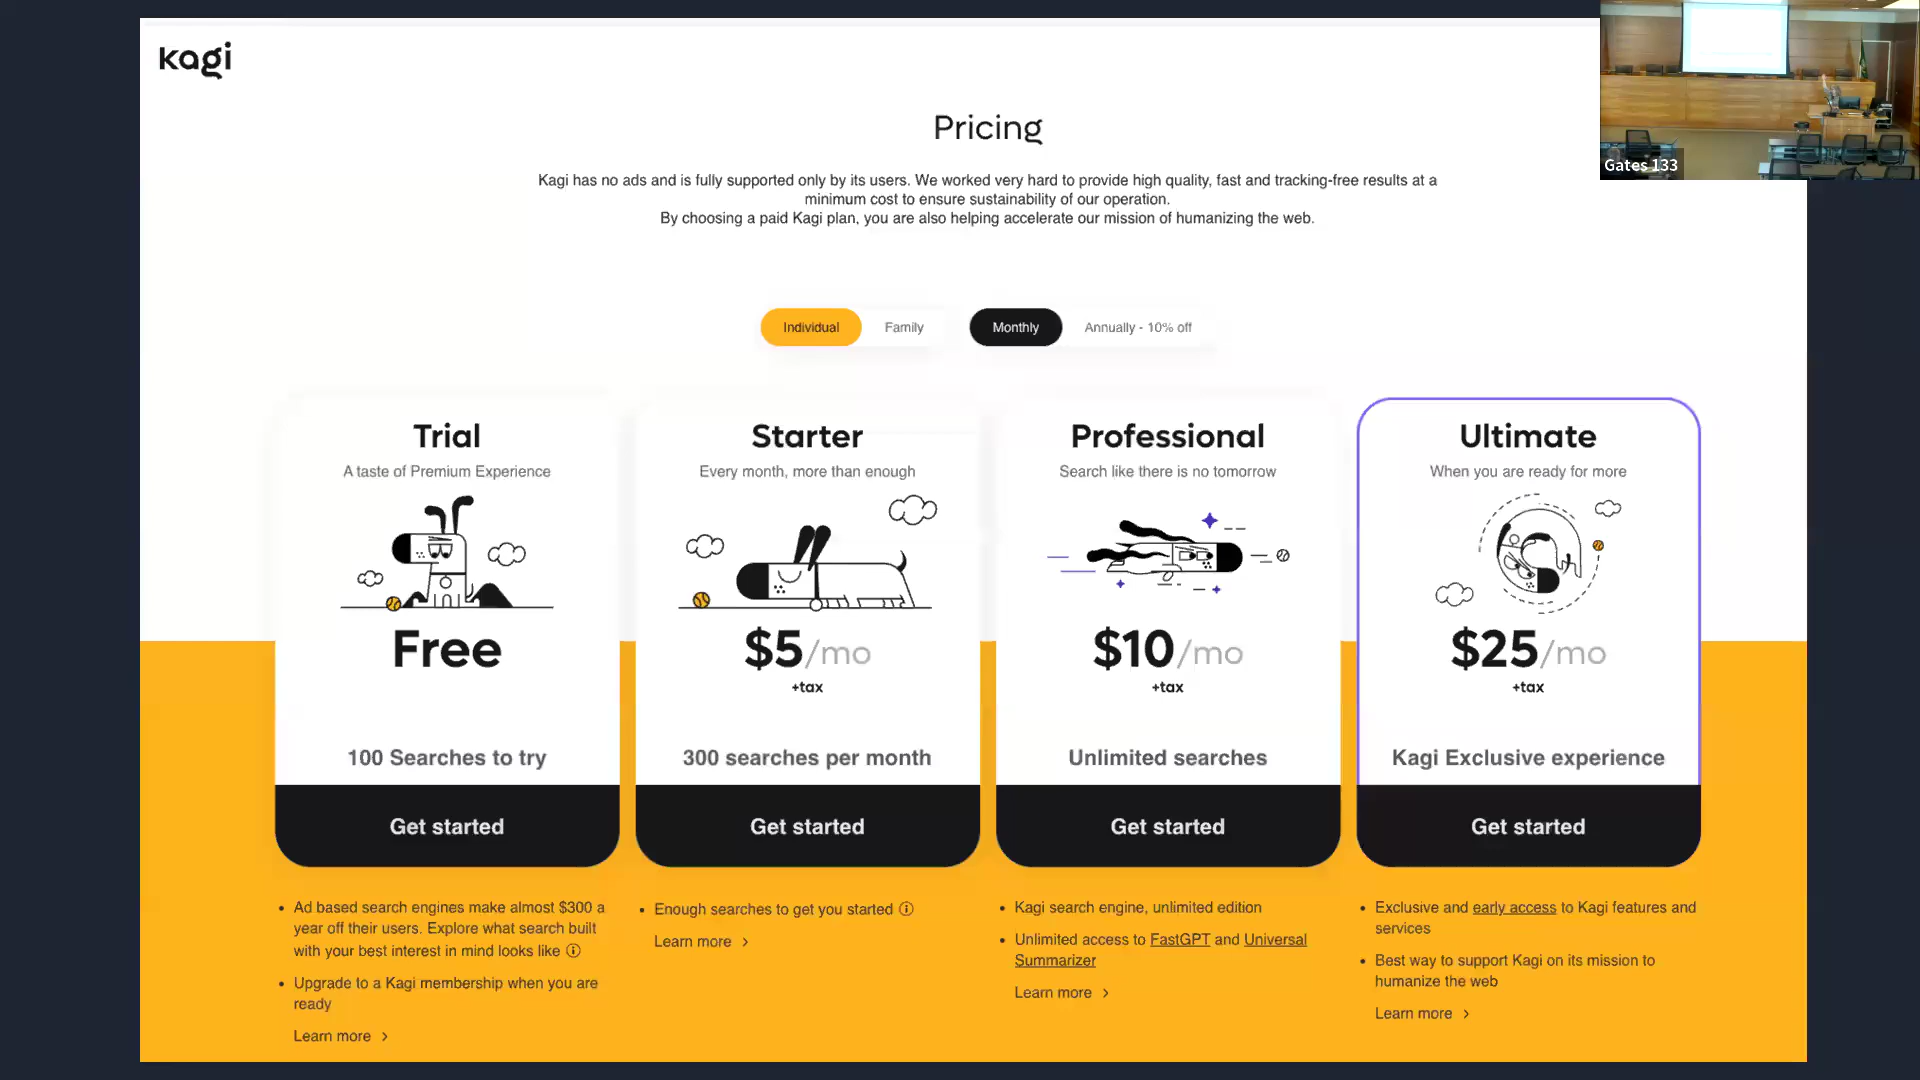 kagi
Gates 133
Pricing
Kagi has no ads and is fully supported only by its users. We worked very hard to provide high quality, fast and tracking-free results at a
minimum cost to ensure sustainability of our operation.
By choosing a paid Kagi plan, you are also helping accelerate our mission of humanizing the web.
Individual Family Monthly Annually - 10% off
Trial
A taste of Premium Experience
Free
100 Searches to try
Get started
• Ad based search engines make almost $300 a
year off their users. Explore what search built
with your best interest in mind looks like ⓘ
• Upgrade to a Kagi membership when you are
ready
Learn more >
Starter
Every month, more than enough
$5/mo
+tax
300 searches per month
Get started
• Enough searches to get you started ⓘ
Learn more >
Professional
Search like there is no tomorrow
$10/mo
+tax
Unlimited searches
Get started
• Kagi search engine, unlimited edition
• Unlimited access to FastGPT and Universal
Summarizer
Learn more >
Ultimate
When you are ready for more
$25/mo
+tax
Kagi Exclusive experience
Get started
• Exclusive and early access to Kagi features and
services
• Best way to support Kagi on its mission to
humanize the web
Learn more >